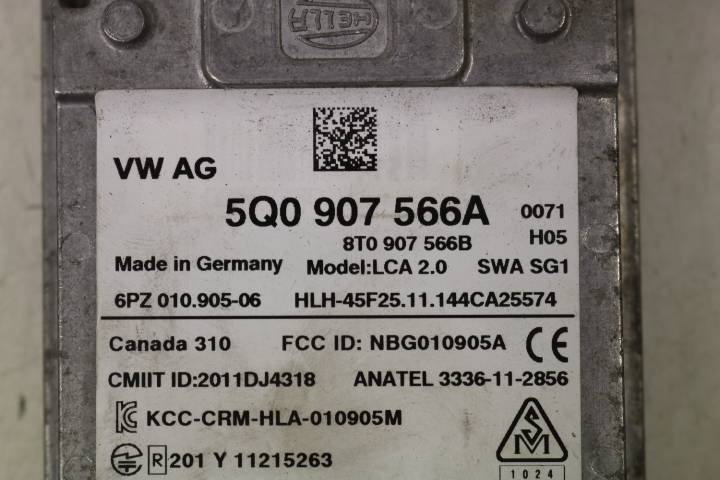 HELLA
VW AG
5Q0 907 566A 0071
8T0 907 566B H05
Made in Germany Model:LCA 2.0 SWA SG1
6PZ 010.905-06 HLH-45F25.11.144CA25574
Canada 310 FCC ID: NBG010905A CE
CMIIT ID:2011DJ4318 ANATEL 3336-11-2856
KCC-CRM-HLA-010905M
R 201 Y 11215263
SM
1024